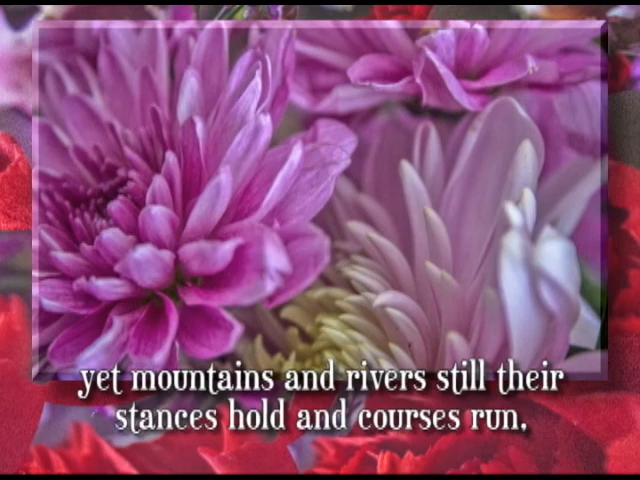 yet mountains and rivers still their
stances hold and courses run,